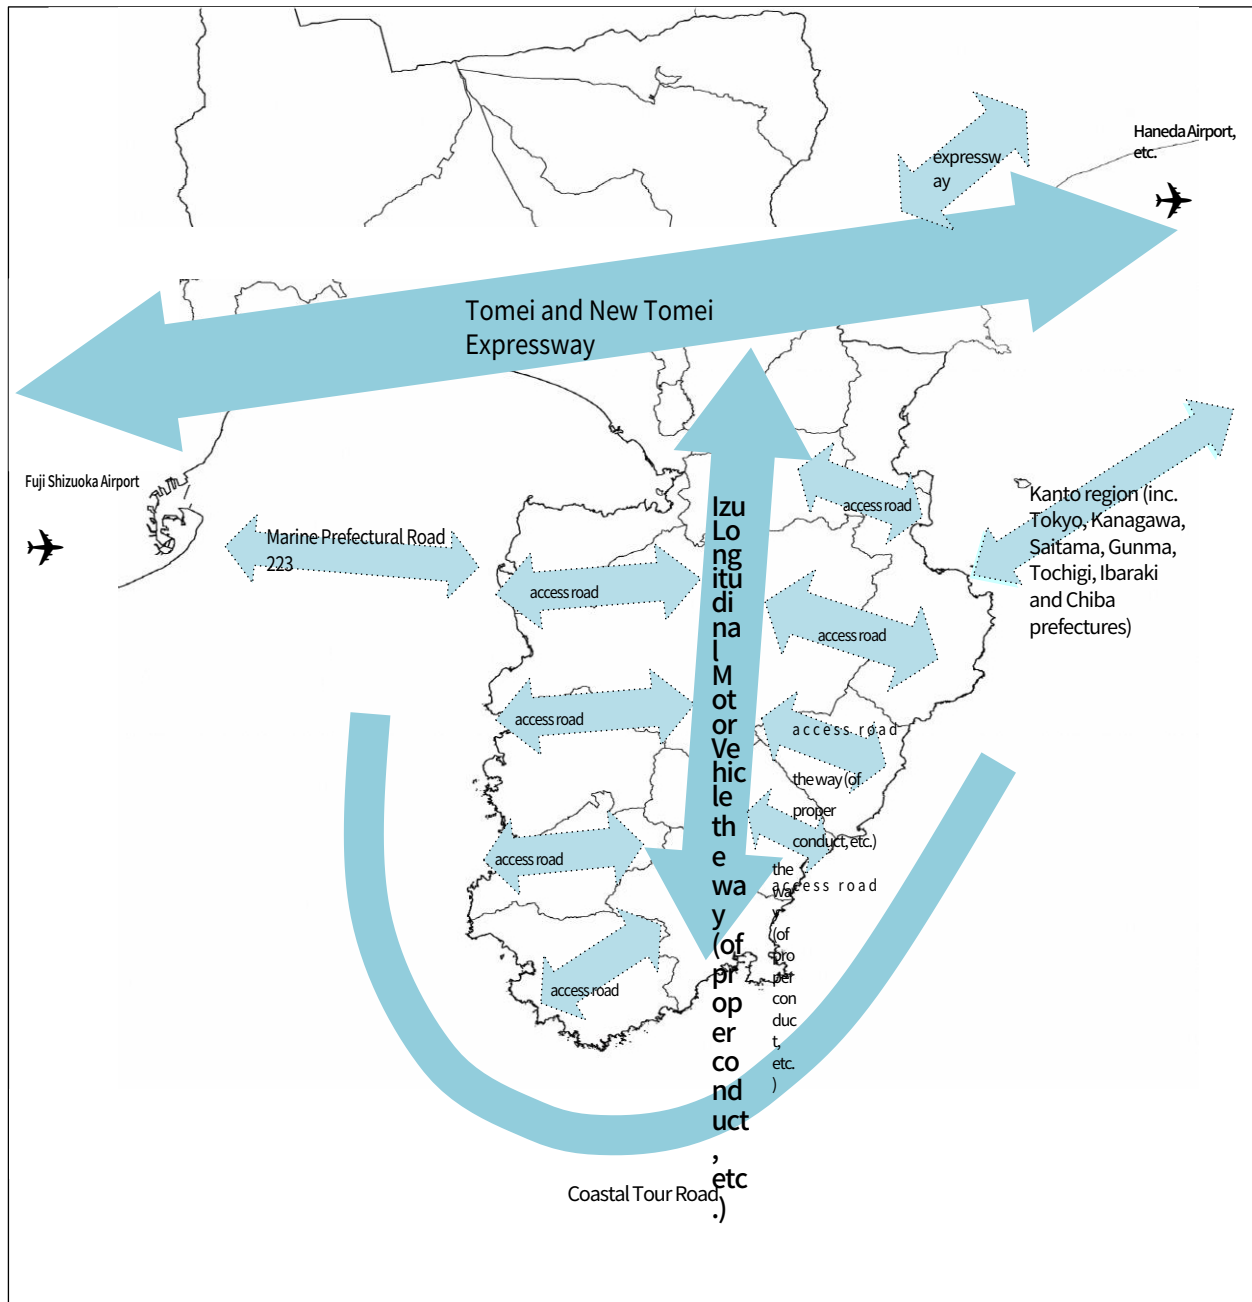 Haneda Airport,
etc.
expressw
ay
Tomei and New Tomei
Expressway
Fuji Shizuoka Airport
Marine Prefectural Road
223
access road
Kanto region (inc.
Tokyo, Kanagawa,
Saitama, Gunma,
Tochigi, Ibaraki
and Chiba
prefectures)
access road
access road
access road
access road
the way (of
proper
conduct, etc.)
access road
access road
the
wa
y
(of
pro
per
con
duc
t,
etc.
)
access road
Izu
Lo
ng
itu
di
na
l
M
ot
or
Ve
hic
le
th
e
wa
y
(of
pr
op
er
co
nd
uct
,
etc
.)
Coastal Tour Road